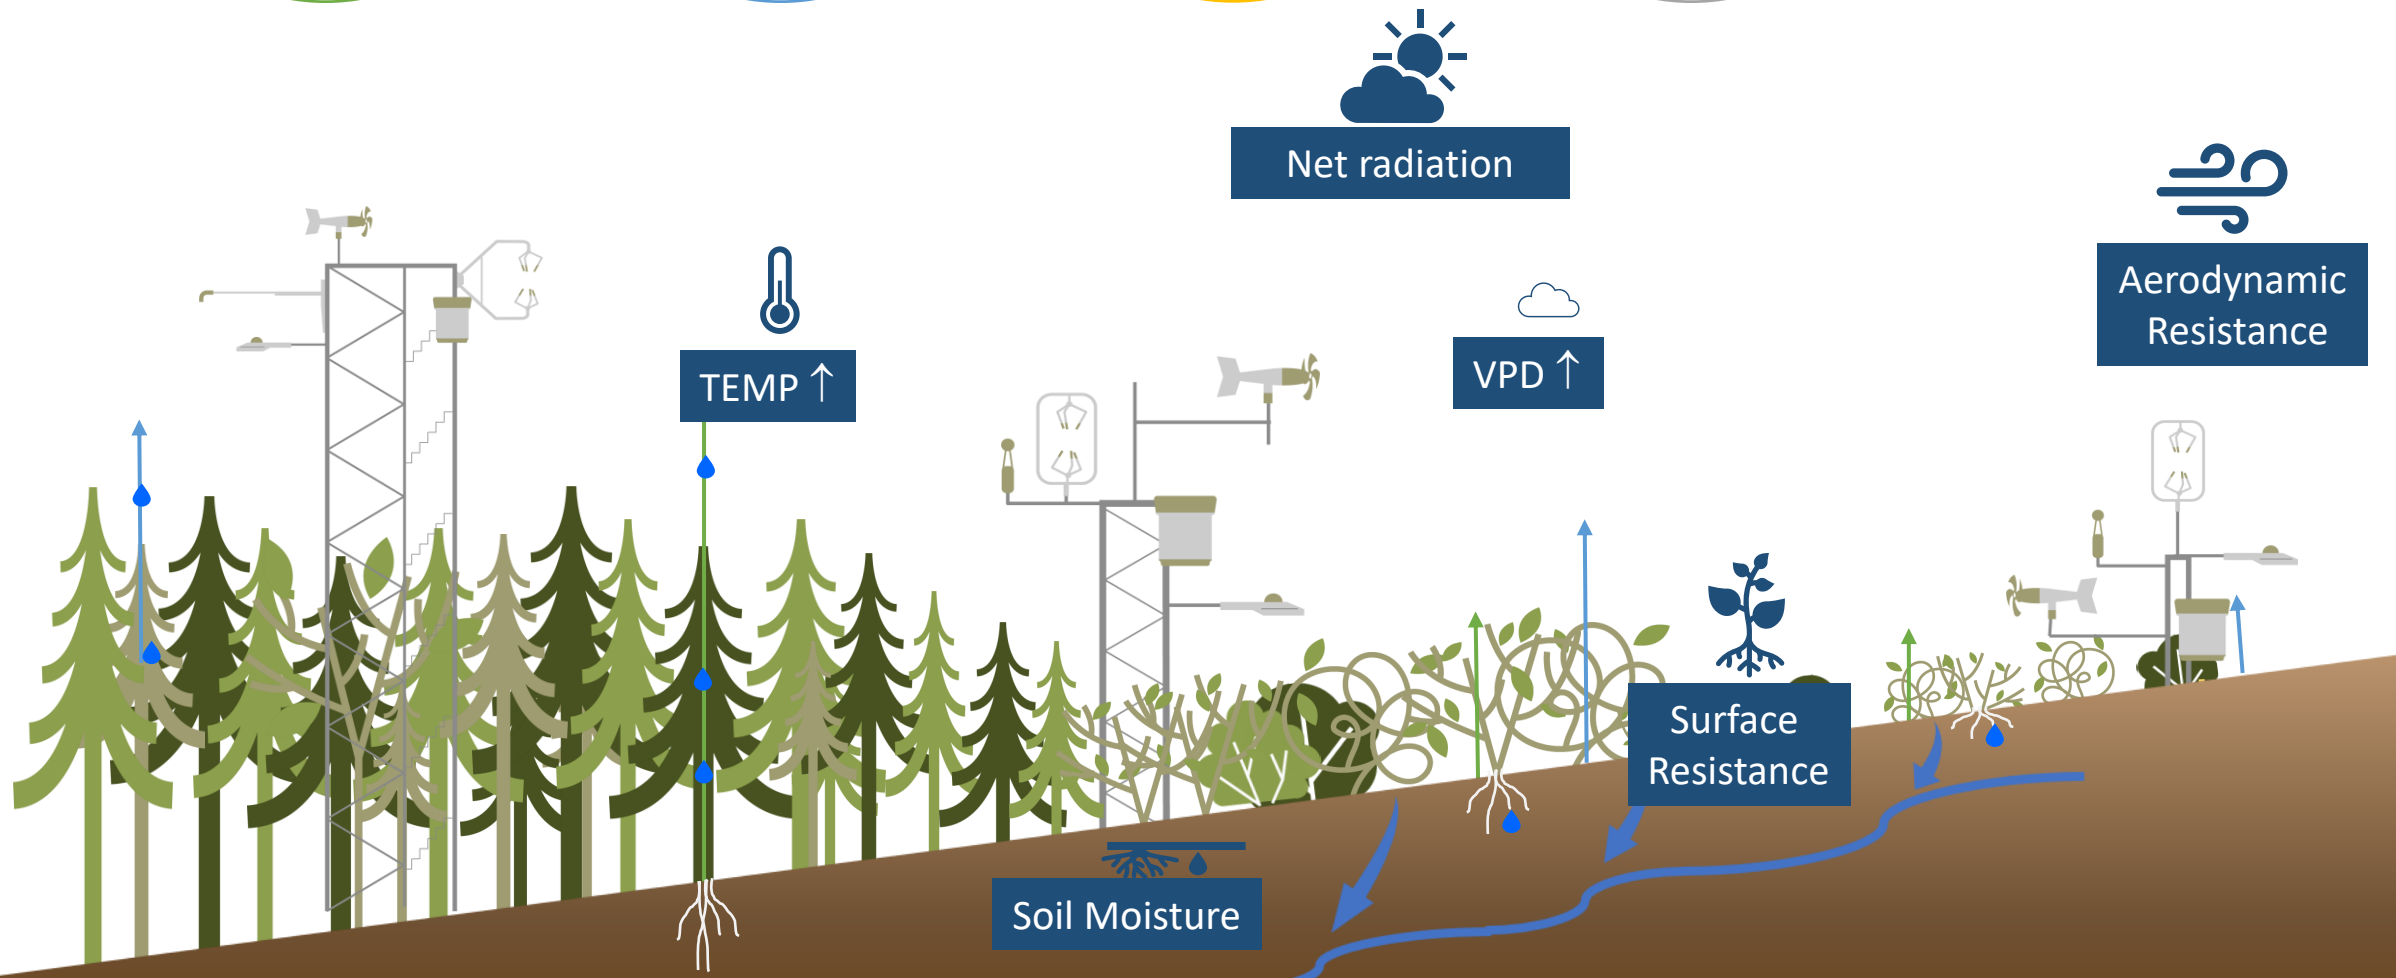 Net radiation
Aerodynamic
Resistance
TEMP ↑
VPD ↑
Surface
Resistance
Soil Moisture